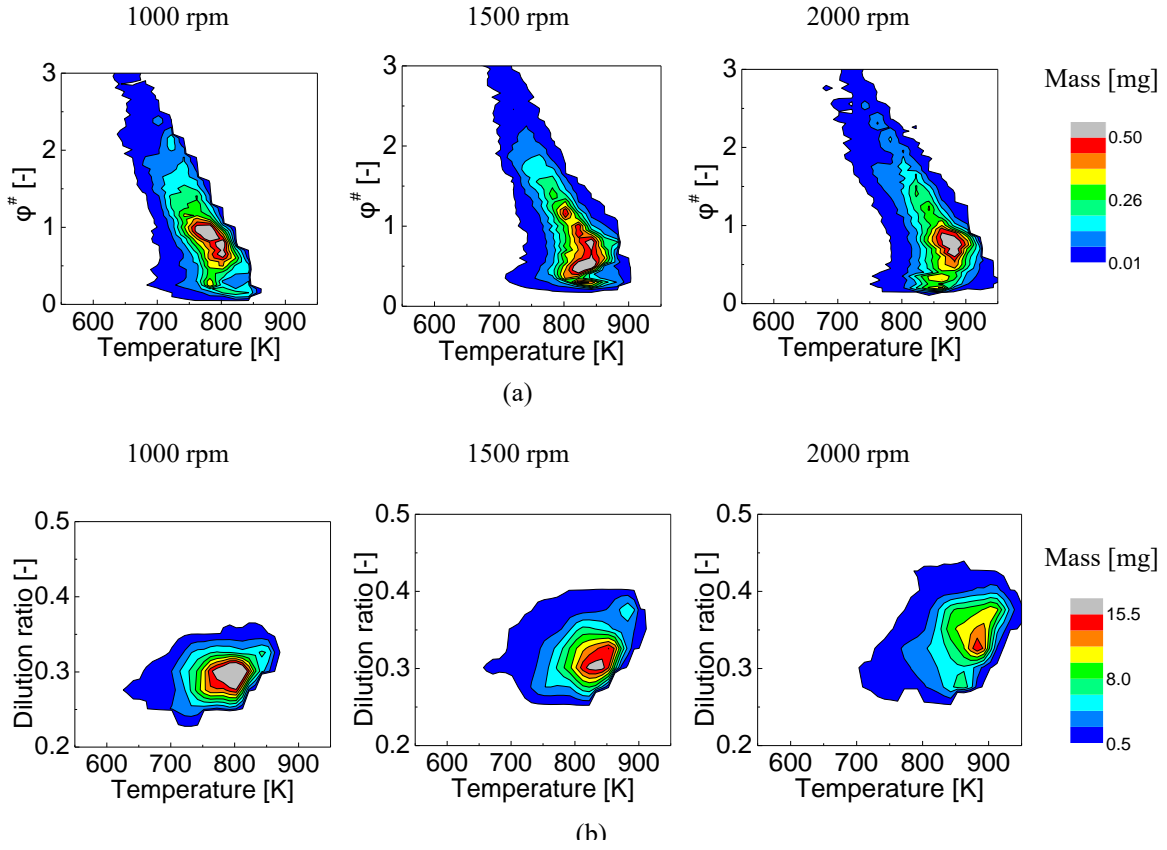 1000 rpm
1500 rpm
2000 rpm
Mass [mg]
0.50
0.26
0.01
3
2
1
0
φ# [-]
600 700 800 900
Temperature [K]
3
2
1
0
φ# [-]
600 700 800 900
Temperature [K]
3
2
1
0
φ# [-]
600 700 800 900
Temperature [K]
(a)
1000 rpm
1500 rpm
2000 rpm
Mass [mg]
15.5
8.0
0.5
0.5
0.4
0.3
0.2
Dilution ratio [-]
600 700 800 900
Temperature [K]
0.5
0.4
0.3
0.2
Dilution ratio [-]
600 700 800 900
Temperature [K]
0.5
0.4
0.3
0.2
Dilution ratio [-]
600 700 800 900
Temperature [K]
(b)